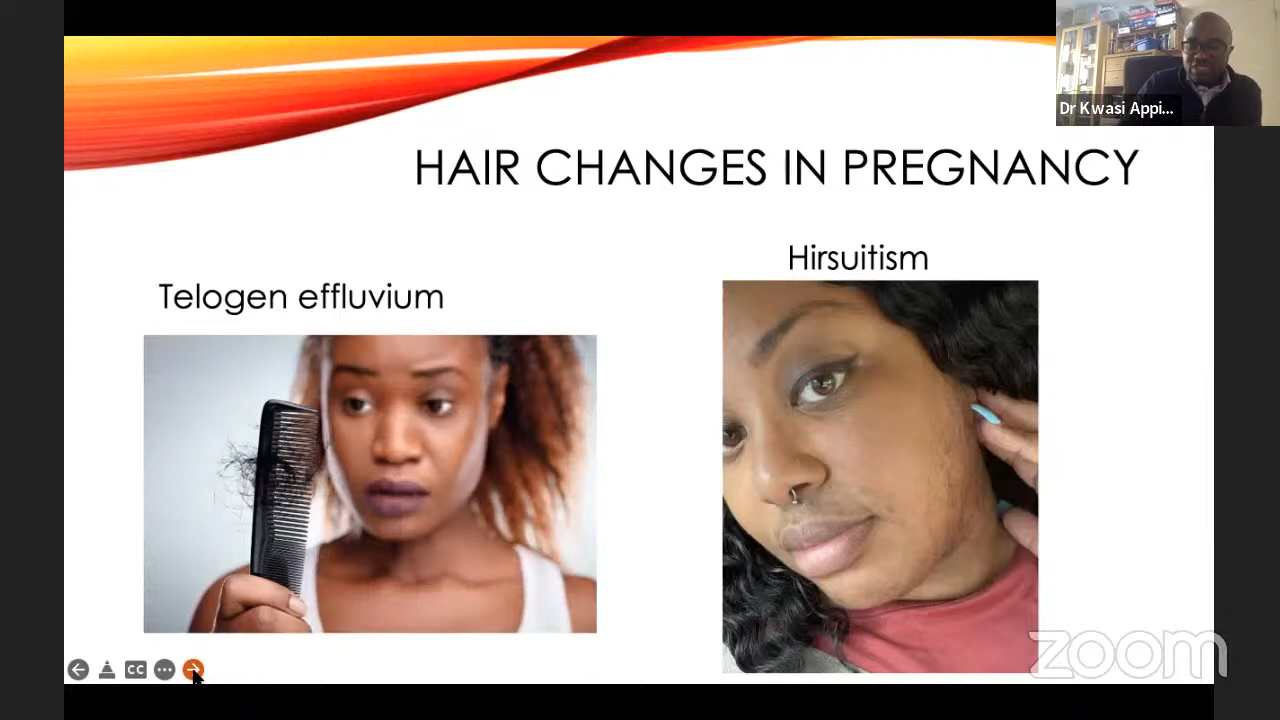 Dr Kwasi Appi...
HAIR CHANGES IN PREGNANCY
Hirsuitism
Telogen effluvium
CC
zoom